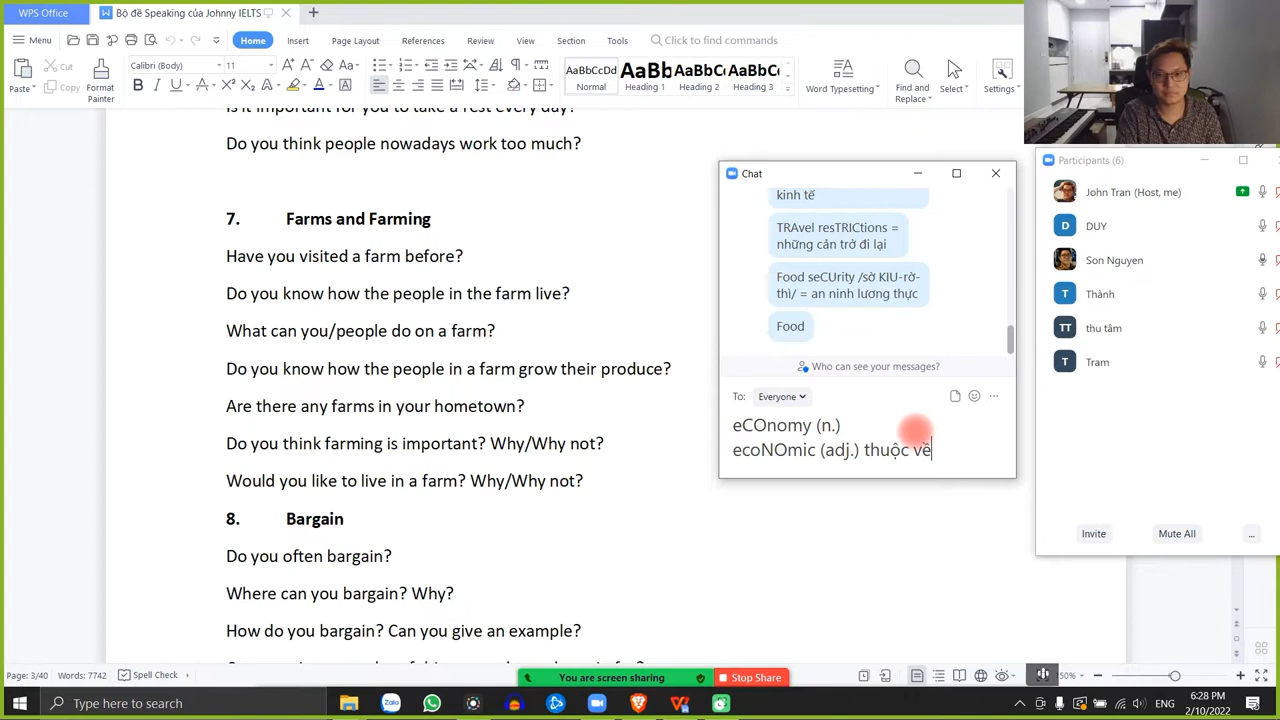 WPS Office
Bộ đề Speaking của Johnny IELTS
Menu
Home
Insert
Page Layout
References
Review
View
Section
Tools
Click to find commands
Paste
Cut
Copy
Format
Painter
Calibri (Body)
11
AaBbCcDd
Normal
AaBb
Heading 1
AaBbC
Heading 2
AaBbC
Heading 3
Word Typesetting
Find and
Replace
Select
Settings
Is it important for you to take a rest every day?
Do you think people nowadays work too much?
7. Farms and Farming
Have you visited a farm before?
Do you know how the people in the farm live?
What can you/people do on a farm?
Do you know how the people in a farm grow their produce?
Are there any farms in your hometown?
Do you think farming is important? Why/Why not?
Would you like to live in a farm? Why/Why not?
8. Bargain
Do you often bargain?
Where can you bargain? Why?
How do you bargain? Can you give an example?
Chat
kinh tế
TRAvel resTRICtions =
những cản trở đi lại
Food seCUrity /sờ KIU-rờ-
thì/ = an ninh lương thực
Food
Who can see your messages?
To: Everyone
eCOnomy (n.)
ecoNOmic (adj.) thuộc về
Participants (6)
John Tran (Host, me)
D DUY
Son Nguyen
T Thành
TT thu tâm
T Tram
Invite
Mute All
...
Page: 3/40
Words: 7742
Spell Check
You are screen sharing
Stop Share
150%
Type here to search
ENG
6:28 PM
2/10/2022